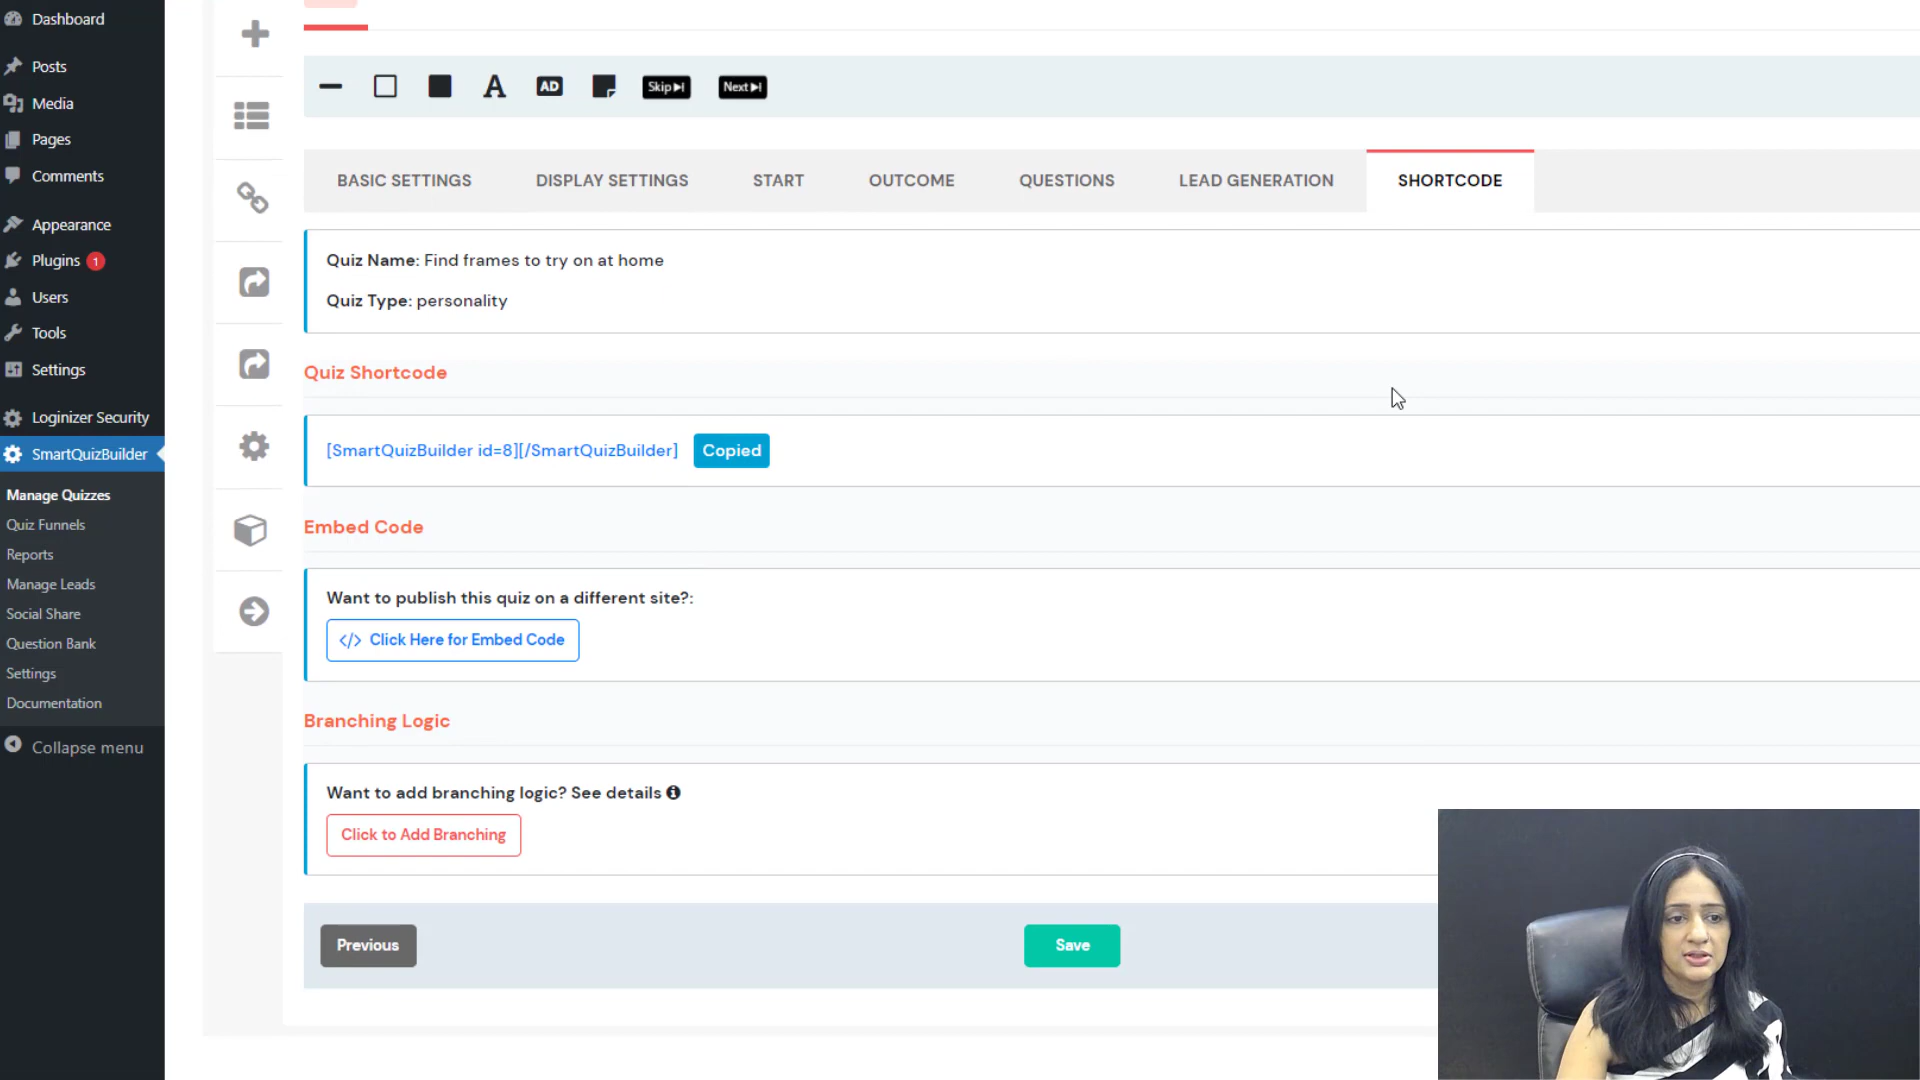 Dashboard
Posts
Media
Pages
Comments
Appearance
Plugins 1
Users
Tools
Settings
Loginizer Security
SmartQuizBuilder
Manage Quizzes
Quiz Funnels
Reports
Manage Leads
Social Share
Question Bank
Settings
Documentation
Collapse menu
A AD Skip Next
BASIC SETTINGS DISPLAY SETTINGS START OUTCOME QUESTIONS LEAD GENERATION SHORTCODE
Quiz Name: Find frames to try on at home
Quiz Type: personality
Quiz Shortcode
[SmartQuizBuilder id=8][/SmartQuizBuilder] Copied
Embed Code
Want to publish this quiz on a different site?:
</> Click Here for Embed Code
Branching Logic
Want to add branching logic? See details
Click to Add Branching
Previous Save